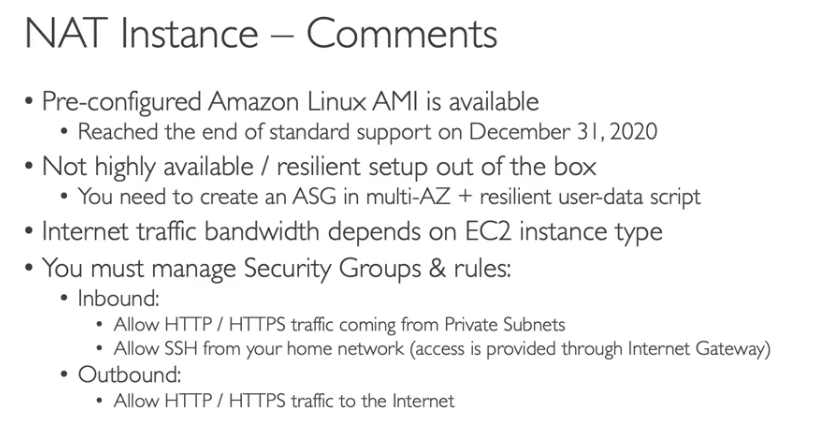 NAT Instance – Comments
• Pre-configured Amazon Linux AMI is available
• Reached the end of standard support on December 31, 2020
• Not highly available / resilient setup out of the box
• You need to create an ASG in multi-AZ + resilient user-data script
• Internet traffic bandwidth depends on EC2 instance type
• You must manage Security Groups & rules:
• Inbound:
• Allow HTTP / HTTPS traffic coming from Private Subnets
• Allow SSH from your home network (access is provided through Internet Gateway)
• Outbound:
• Allow HTTP / HTTPS traffic to the Internet